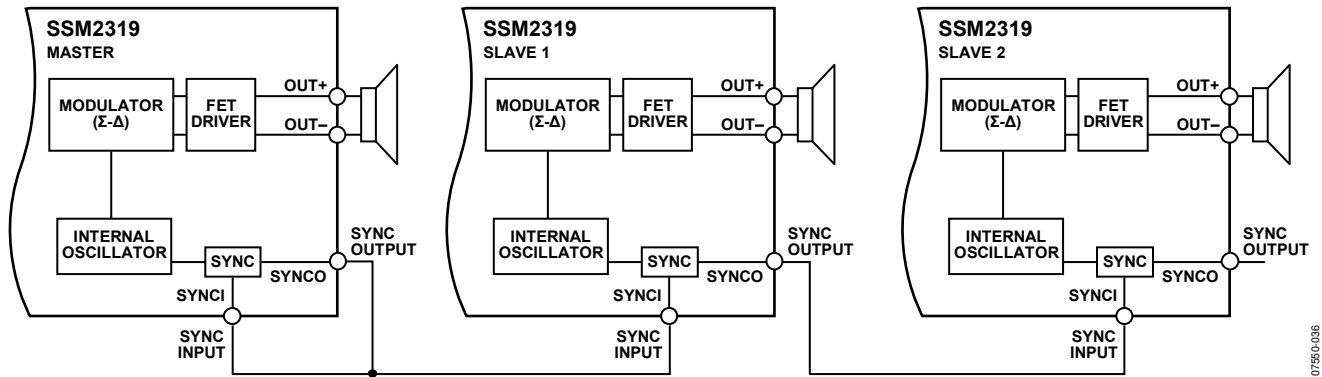 SSM2319
MASTER
MODULATOR
(Σ-Δ)
FET
DRIVER
OUT+
OUT–
INTERNAL
OSCILLATOR
SYNC
SYNCO
SYNCI
SYNC
OUTPUT
SYNC
INPUT
SSM2319
SLAVE 1
MODULATOR
(Σ-Δ)
FET
DRIVER
OUT+
OUT–
INTERNAL
OSCILLATOR
SYNC
SYNCO
SYNCI
SYNC
OUTPUT
SYNC
INPUT
SSM2319
SLAVE 2
MODULATOR
(Σ-Δ)
FET
DRIVER
OUT+
OUT–
INTERNAL
OSCILLATOR
SYNC
SYNCO
SYNCI
SYNC
OUTPUT
SYNC
INPUT
07550-036